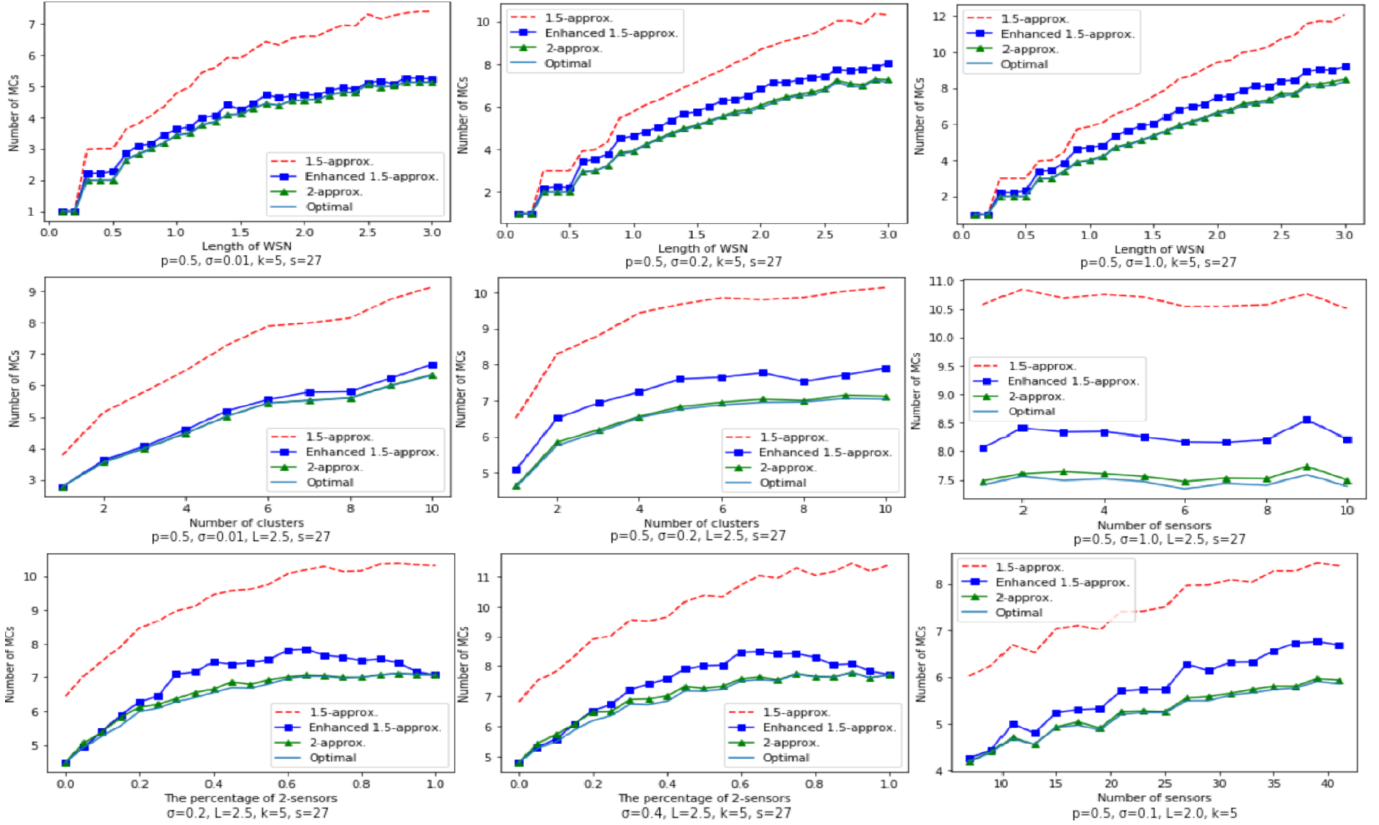 Number of MCs
7
6
5
4
3
2
1
1.5-approx.
Enhanced 1.5-approx.
2-approx.
Optimal
0.0 0.5 1.0 1.5 2.0 2.5 3.0
Length of WSN
p=0.5, σ=0.01, k=5, s=27
Number of MCs
10
8
6
4
2
1.5-approx.
Enhanced 1.5-approx.
2-approx.
Optimal
0.0 0.5 1.0 1.5 2.0 2.5 3.0
Length of WSN
p=0.5, σ=0.2, k=5, s=27
Number of MCs
12
10
8
6
4
2
1.5-approx.
Enhanced 1.5-approx.
2-approx.
Optimal
0.0 0.5 1.0 1.5 2.0 2.5 3.0
Length of WSN
p=0.5, σ=1.0, k=5, s=27
Number of MCs
9
8
7
6
5
4
3
1.5-approx.
Enhanced 1.5-approx.
2-approx.
Optimal
2 4 6 8 10
Number of clusters
p=0.5, σ=0.01, L=2.5, s=27
Number of MCs
10
9
8
7
6
5
1.5-approx.
Enhanced 1.5-approx.
2-approx.
Optimal
2 4 6 8 10
Number of clusters
p=0.5, σ=0.2, L=2.5, s=27
Number of MCs
11.0
10.5
10.0
9.5
9.0
8.5
8.0
7.5
1.5-approx.
Enhanced 1.5-approx.
2-approx.
Optimal
2 4 6 8 10
Number of sensors
p=0.5, σ=1.0, L=2.5, s=27
Number of MCs
10
9
8
7
6
5
1.5-approx.
Enhanced 1.5-approx.
2-approx.
Optimal
0.0 0.2 0.4 0.6 0.8 1.0
The percentage of 2-sensors
σ=0.2, L=2.5, k=5, s=27
Number of MCs
11
10
9
8
7
6
5
1.5-approx.
Enhanced 1.5-approx.
2-approx.
Optimal
0.0 0.2 0.4 0.6 0.8 1.0
The percentage of 2-sensors
σ=0.4, L=2.5, k=5, s=27
Number of MCs
8
7
6
5
4
1.5-approx.
Enhanced 1.5-approx.
2-approx.
Optimal
10 15 20 25 30 35 40
Number of sensors
p=0.5, σ=0.1, L=2.0, k=5